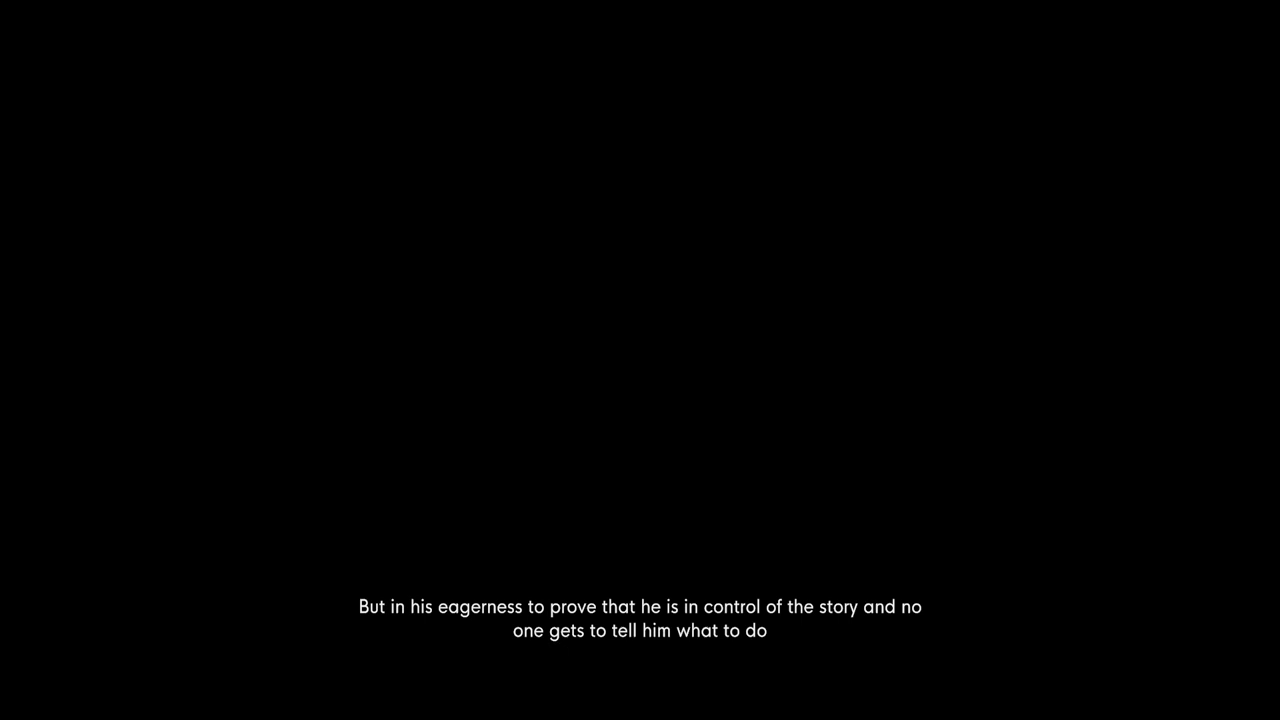 But in his eagerness to prove that he is in control of the story and no
one gets to tell him what to do